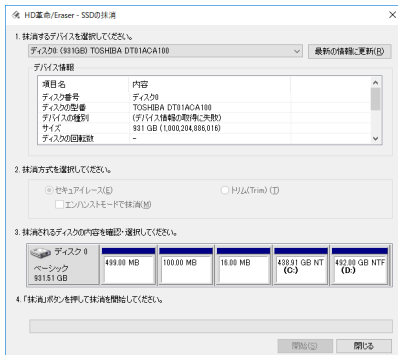 HD革命/Eraser - SSDの抹消
1. 抹消するデバイスを選択してください。
ディスク0: (931GB) TOSHIBA DT01ACA100
最新の情報に更新(R)
デバイス情報
項目名 内容
ディスク番号 ディスク0
ディスクの型番 TOSHIBA DT01ACA100
デバイスの種別 (デバイス情報の取得に失敗)
サイズ 931 GB (1,000,204,886,016)
ディスクの回転数 -
2. 抹消方式を選択してください。
セキュアイレース(E) トリム(Trim) (T)
エンハンストモードで抹消(M)
3. 抹消されるディスクの内容を確認・選択してください。
ディスク 0
ベーシック
931.51 GB
499.00 MB 100.00 MB 16.00 MB 438.91 GB NT 492.00 GB NTF
(C:) (D:)
4. 「抹消」ボタンを押して抹消を開始してください。
開始(S) 閉じる